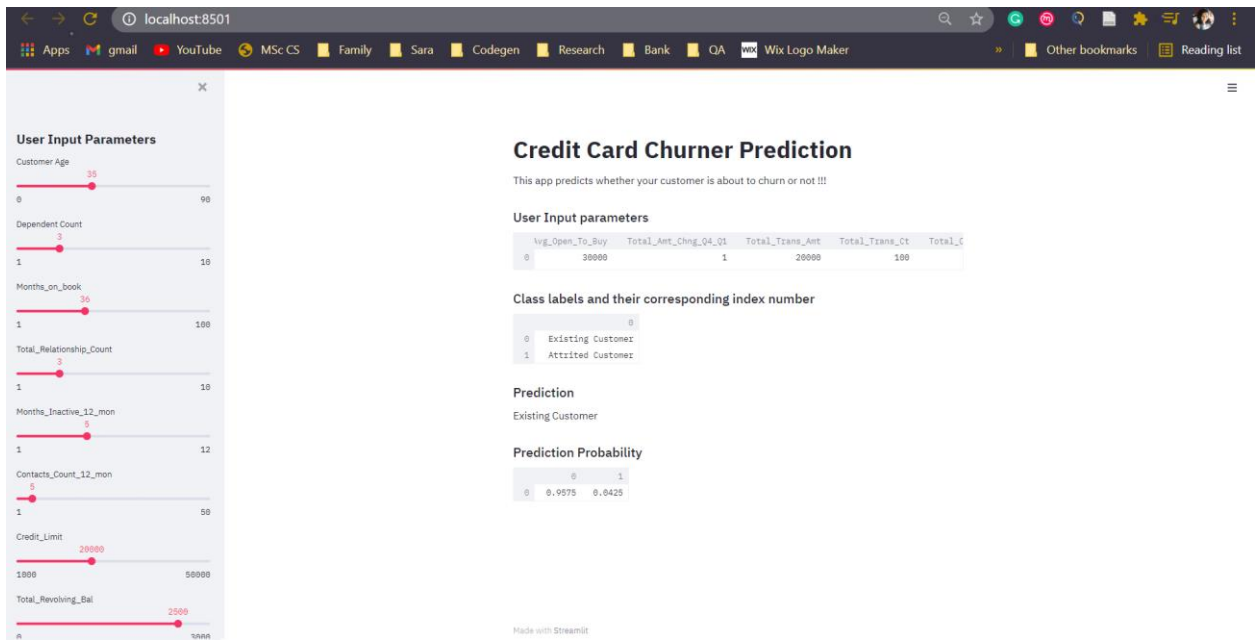 localhost:8501
Apps gmail YouTube MSc CS Family Sara Codegen Research Bank QA WIX Wix Logo Maker » Other bookmarks Reading list
User Input Parameters
Customer Age
35
0 90
Dependent Count
3
1 10
Months_on_book
36
1 100
Total_Relationship_Count
3
1 10
Months_Inactive_12_mon
5
1 12
Contacts_Count_12_mon
5
1 50
Credit_Limit
20000
1000 50000
Total_Revolving_Bal
2500
0 3000
Credit Card Churner Prediction
This app predicts whether your customer is about to churn or not !!!
User Input parameters
Avg_Open_To_Buy Total_Amt_Chng_Q4_Q1 Total_Trans_Amt Total_Trans_Ct Total_C
0 30000 1 20000 100
Class labels and their corresponding index number
0
0 Existing Customer
1 Attrited Customer
Prediction
Existing Customer
Prediction Probability
0 1
0 0.9575 0.0425
Made with Streamlit